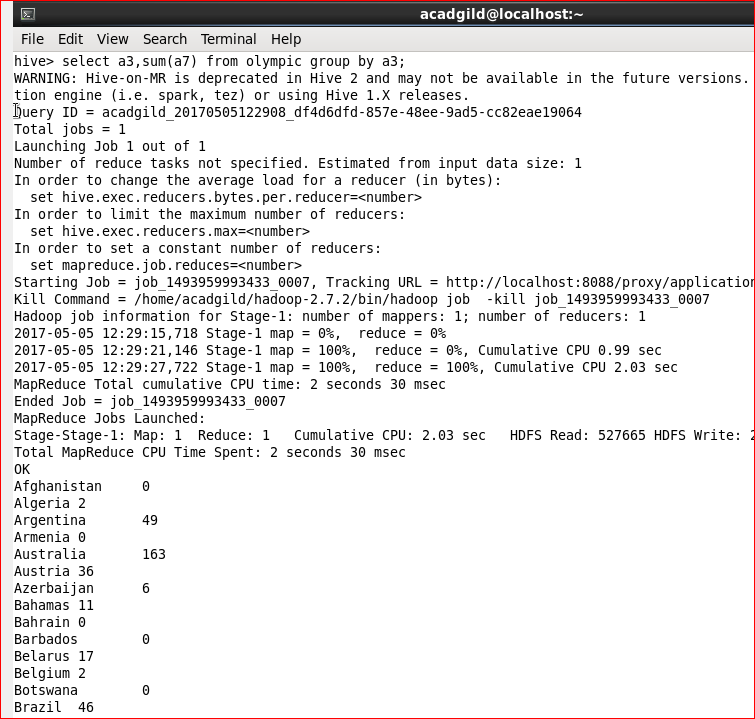 acadgild@localhost:~
File Edit View Search Terminal Help
hive> select a3,sum(a7) from olympic group by a3;
WARNING: Hive-on-MR is deprecated in Hive 2 and may not be available in the future versions.
tion engine (i.e. spark, tez) or using Hive 1.X releases.
Query ID = acadgild_20170505122908_df4d6dfd-857e-48ee-9ad5-cc82eae19064
Total jobs = 1
Launching Job 1 out of 1
Number of reduce tasks not specified. Estimated from input data size: 1
In order to change the average load for a reducer (in bytes):
  set hive.exec.reducers.bytes.per.reducer=<number>
In order to limit the maximum number of reducers:
  set hive.exec.reducers.max=<number>
In order to set a constant number of reducers:
  set mapreduce.job.reduces=<number>
Starting Job = job_1493959993433_0007, Tracking URL = http://localhost:8088/proxy/application
Kill Command = /home/acadgild/hadoop-2.7.2/bin/hadoop job  -kill job_1493959993433_0007
Hadoop job information for Stage-1: number of mappers: 1; number of reducers: 1
2017-05-05 12:29:15,718 Stage-1 map = 0%,  reduce = 0%
2017-05-05 12:29:21,146 Stage-1 map = 100%,  reduce = 0%, Cumulative CPU 0.99 sec
2017-05-05 12:29:27,722 Stage-1 map = 100%,  reduce = 100%, Cumulative CPU 2.03 sec
MapReduce Total cumulative CPU time: 2 seconds 30 msec
Ended Job = job_1493959993433_0007
MapReduce Jobs Launched:
Stage-Stage-1: Map: 1  Reduce: 1   Cumulative CPU: 2.03 sec   HDFS Read: 527665 HDFS Write: 2
Total MapReduce CPU Time Spent: 2 seconds 30 msec
OK
Afghanistan     0
Algeria 2
Argentina       49
Armenia 0
Australia       163
Austria 36
Azerbaijan      6
Bahamas 11
Bahrain 0
Barbados        0
Belarus 17
Belgium 2
Botswana        0
Brazil  46